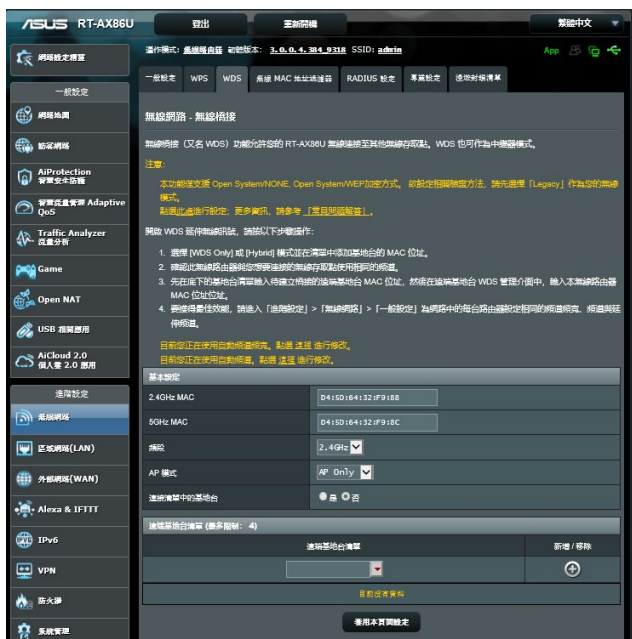 ASUS RT-AX86U 登出 重新開機 繁體中文
操作模式: 無線路由器 韌體版本: 3.0.0.4.384_9318 SSID: admin App
網路設定精靈
一般設定 WPS WDS 無線 MAC 地址過濾器 RADIUS 設定 專業設定 漫遊封鎖清單
一般設定
網路地圖
訪客網路
AiProtection
智慧安全防護
智慧流量管理 Adaptive
QoS
Traffic Analyzer
流量分析
Game
Open NAT
USB 相關應用
AiCloud 2.0
個人雲 2.0 應用
進階設定
無線網路
區域網路(LAN)
外部網路(WAN)
Alexa & IFTTT
IPv6
VPN
防火牆
系統管理
無線網路 - 無線橋接
無線橋接（又名 WDS）功能允許您的 RT-AX86U 無線連接至其他無線存取點。WDS 也可作為中繼器模式。
注意:
本功能僅支援 Open System/NONE, Open System/WEP加密方式。 欲設定相關驗證方法，請先選擇「Legacy」作為您的無線
模式。
點選此處進行設定，更多資訊，請參考 「常見問題解答」。
開啟 WDS 延伸無線訊號，請按以下步驟操作:
1. 選擇 [WDS Only] 或 [Hybrid] 模式並在清單中添加基地台的 MAC 位址。
2. 確認此無線路由器與您想要連接的無線存取點使用相同的頻道。
3. 先在底下的基地台清單輸入待建立橋接的遠端基地台 MAC 位址，然後在遠端基地台 WDS 管理介面中，輸入本無線路由器
MAC 位址位址。
4. 要獲得最佳效能，請進入「進階設定」>「無線網路」>「一般設定」為網路中的每台路由器設定相同的頻道頻寬、頻道與延
伸頻道。
目前您正在使用自動頻道頻寬。點選 這裡 進行修改。
目前您正在使用自動頻道。點選 這裡 進行修改。
基本設定
2.4GHz MAC D4:5D:64:32:F9:88
5GHz MAC D4:5D:64:32:F9:8C
頻段 2.4GHz
AP 模式 AP Only
連接清單中的基地台 是 否
遠端基地台清單 (最多限制: 4)
遠端基地台清單 新增 / 移除
目前沒有資料
套用本頁面設定